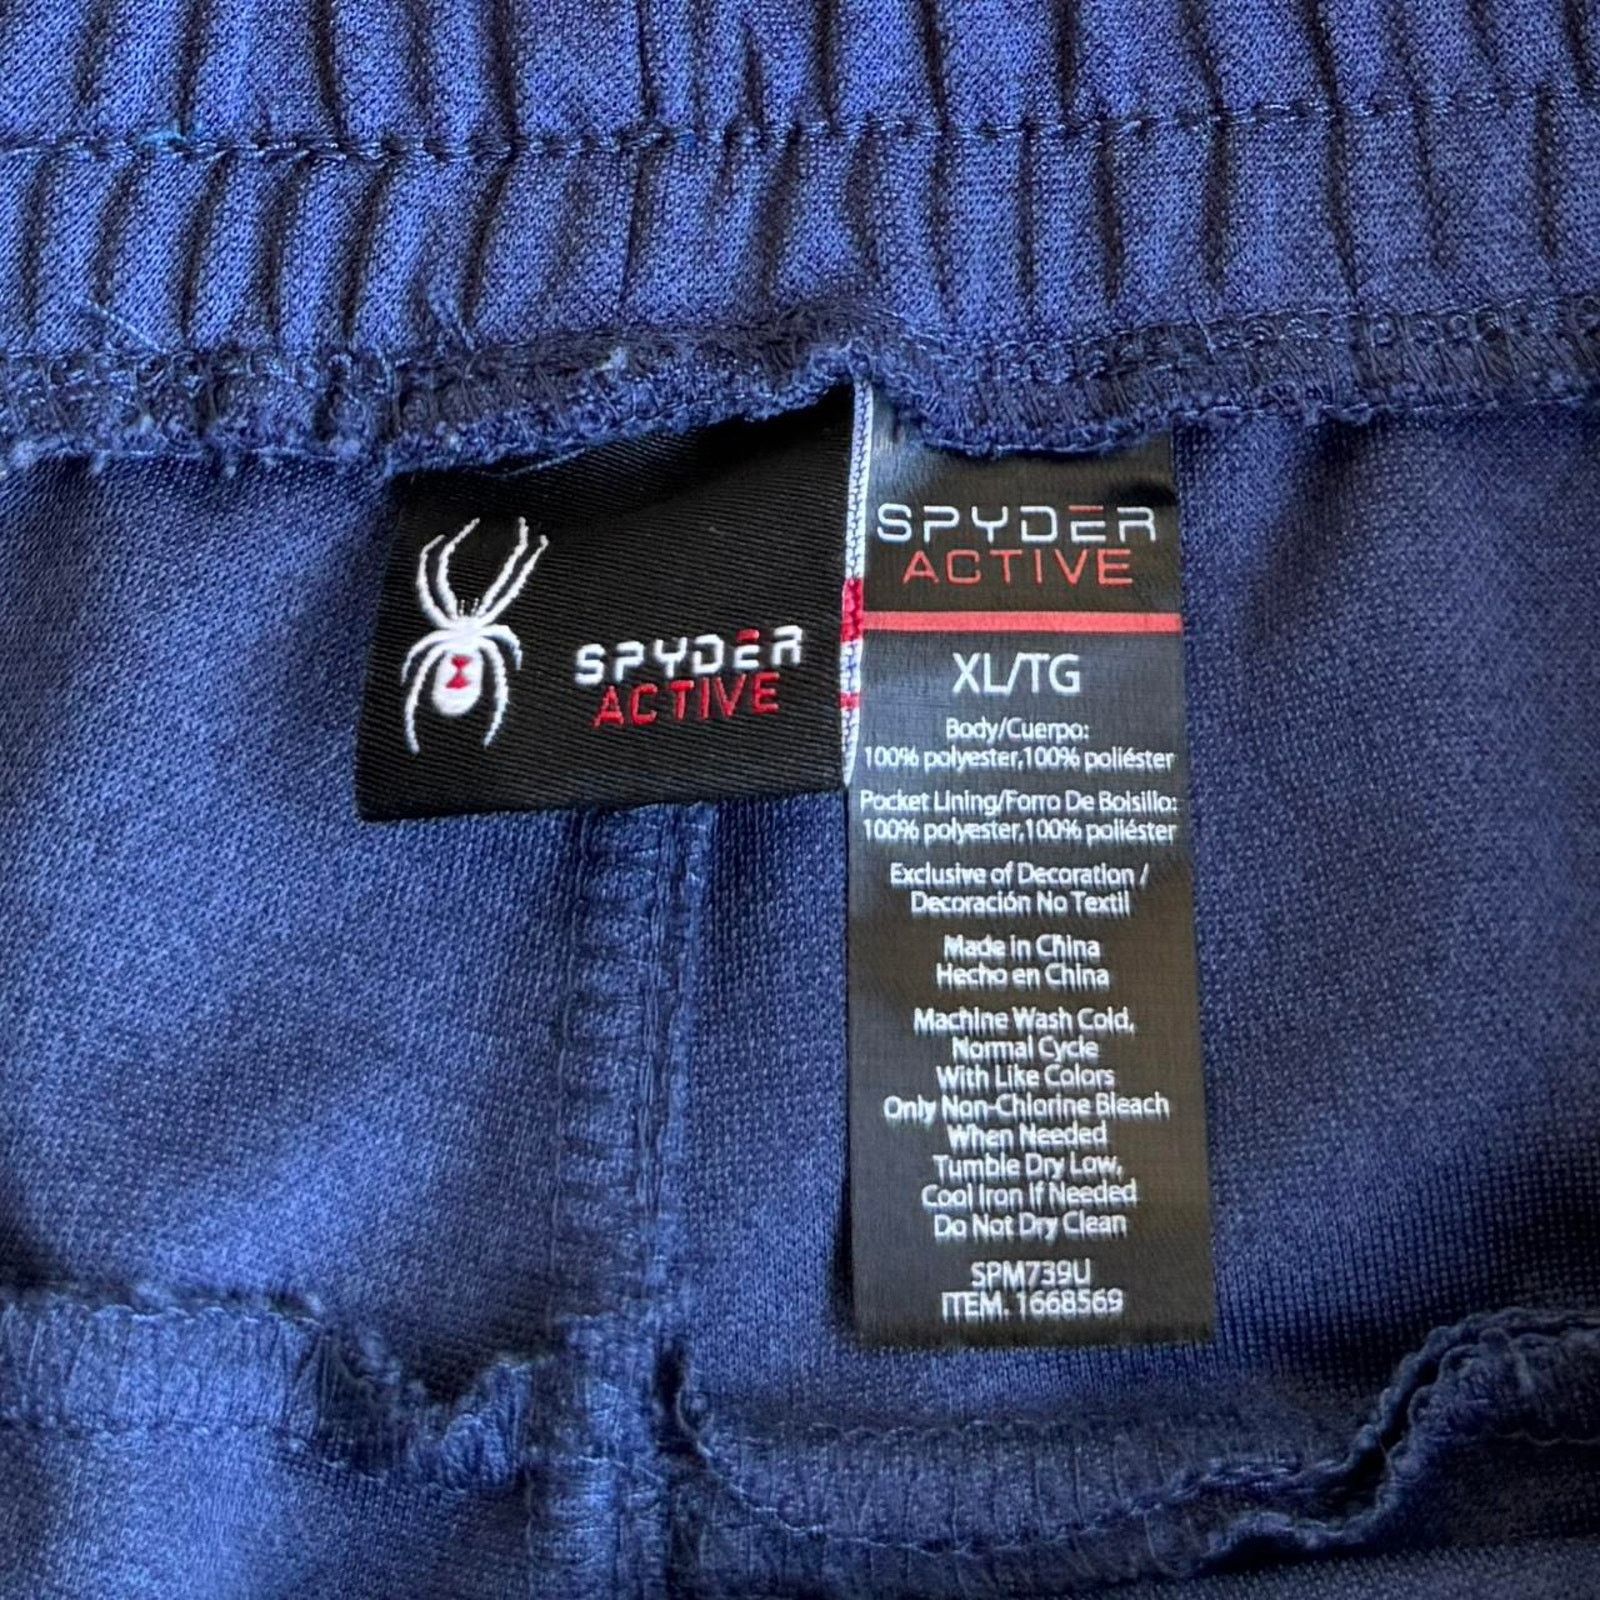 SPYDER
ACTIVE
SPYDER
ACTIVE
XL/TG
Body/Cuerpo:
100% polyester,100% poliéster
Pocket Lining/Forro De Bolsillo:
100% polyester,100% poliéster
Exclusive of Decoration /
Decoración No Textil
Made in China
Hecho en China
Machine Wash Cold,
Normal Cycle
With Like Colors
Only Non-Chlorine Bleach
When Needed
Tumble Dry Low,
Cool Iron If Needed
Do Not Dry Clean
SPM739U
ITEM. 1668569